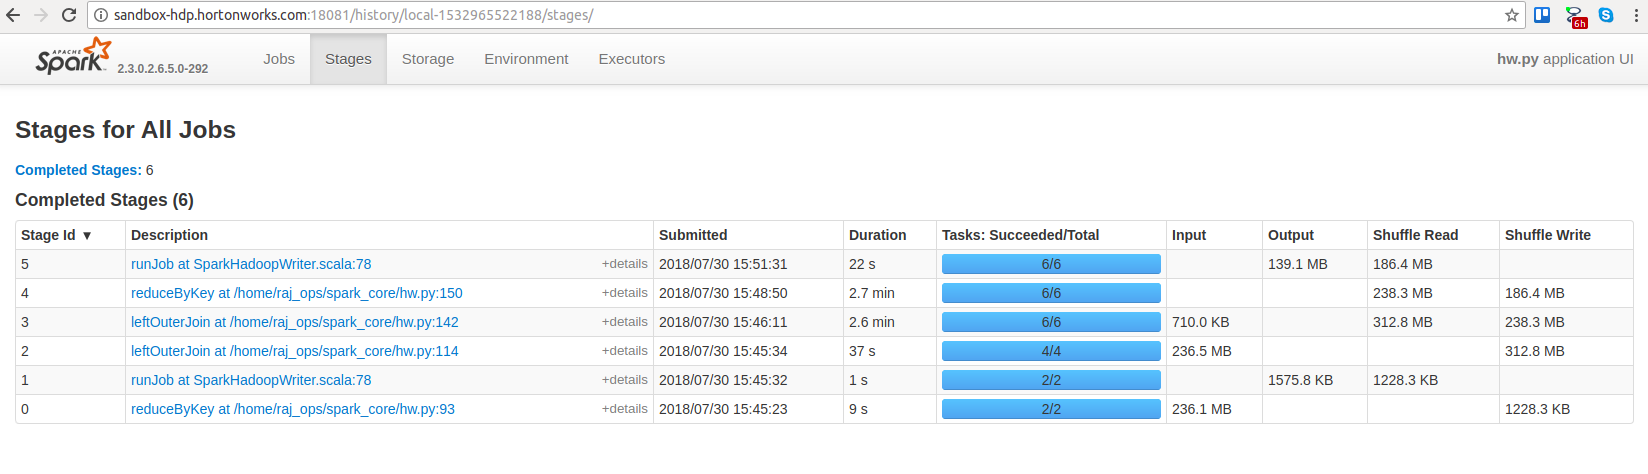 sandbox-hdp.hortonworks.com:18081/history/local-1532965522188/stages/
6h
APACHE
Spark 2.3.0.2.6.5.0-292 Jobs Stages Storage Environment Executors hw.py application UI
Stages for All Jobs
Completed Stages: 6
Completed Stages (6)
Stage Id ▼ Description Submitted Duration Tasks: Succeeded/Total Input Output Shuffle Read Shuffle Write
5 runJob at SparkHadoopWriter.scala:78 +details 2018/07/30 15:51:31 22 s 6/6 139.1 MB 186.4 MB
4 reduceByKey at /home/raj_ops/spark_core/hw.py:150 +details 2018/07/30 15:48:50 2.7 min 6/6 238.3 MB 186.4 MB
3 leftOuterJoin at /home/raj_ops/spark_core/hw.py:142 +details 2018/07/30 15:46:11 2.6 min 6/6 710.0 KB 312.8 MB 238.3 MB
2 leftOuterJoin at /home/raj_ops/spark_core/hw.py:114 +details 2018/07/30 15:45:34 37 s 4/4 236.5 MB 312.8 MB
1 runJob at SparkHadoopWriter.scala:78 +details 2018/07/30 15:45:32 1 s 2/2 1575.8 KB 1228.3 KB
0 reduceByKey at /home/raj_ops/spark_core/hw.py:93 +details 2018/07/30 15:45:23 9 s 2/2 236.1 MB 1228.3 KB